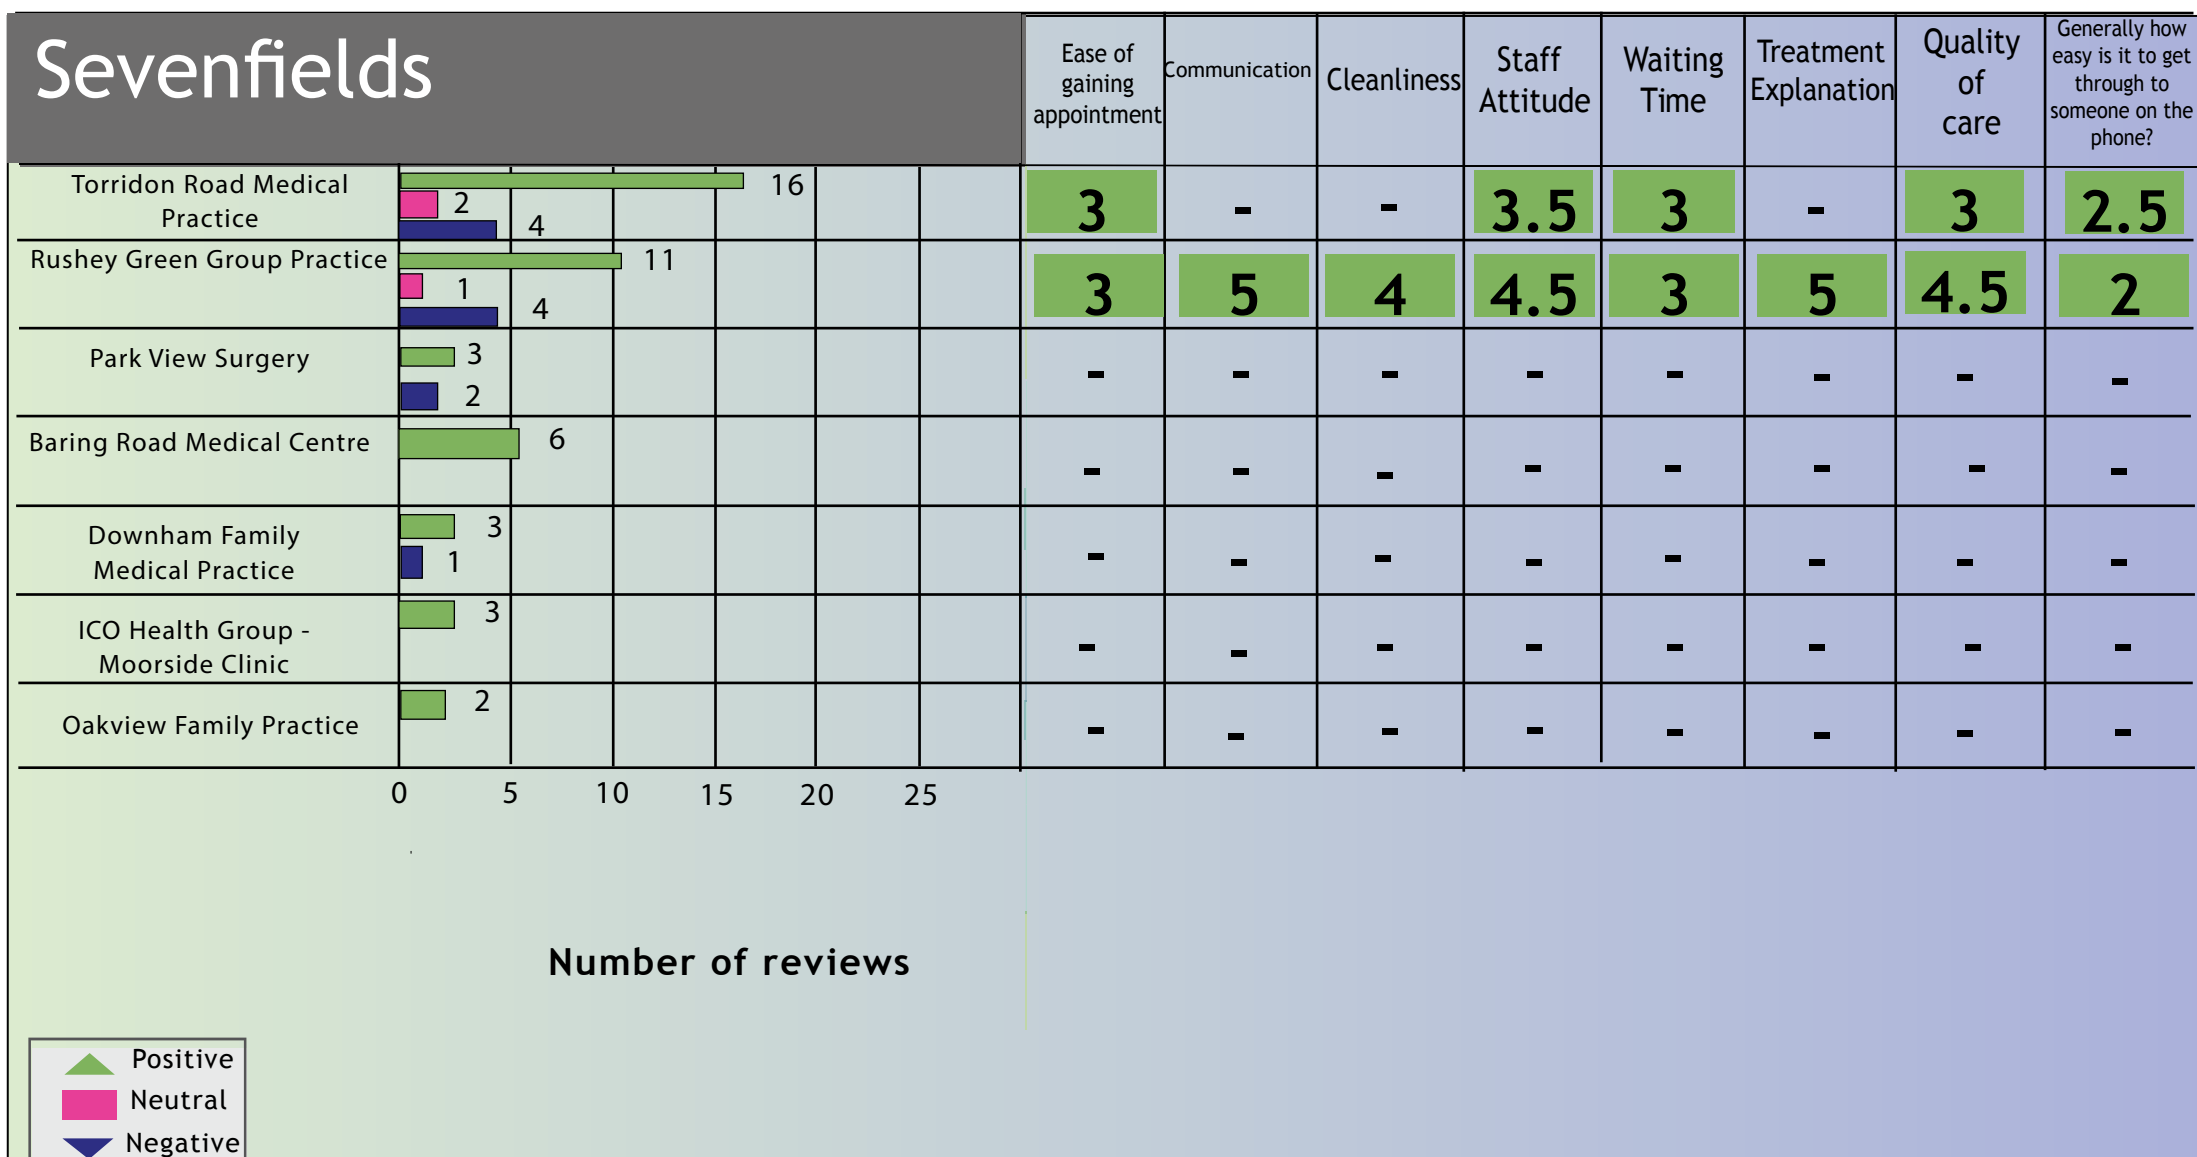 Sevenfields
Ease of
gaining
appointment
Communication
Cleanliness
Staff
Attitude
Waiting
Time
Treatment
Explanation
Quality
of
care
Generally how
easy is it to get
through to
someone on the
phone?
Torridon Road Medical
Practice
16
2
4
3
-
-
3.5
3
-
3
2.5
Rushey Green Group Practice
11
1
4
3
5
4
4.5
3
5
4.5
2
Park View Surgery
3
2
-
-
-
-
-
-
-
-
Baring Road Medical Centre
6
-
-
-
-
-
-
-
-
Downham Family
Medical Practice
3
1
-
-
-
-
-
-
-
-
ICO Health Group -
Moorside Clinic
3
-
-
-
-
-
-
-
-
Oakview Family Practice
2
-
-
-
-
-
-
-
-
0 5 10 15 20 25
Number of reviews
Positive
Neutral
Negative